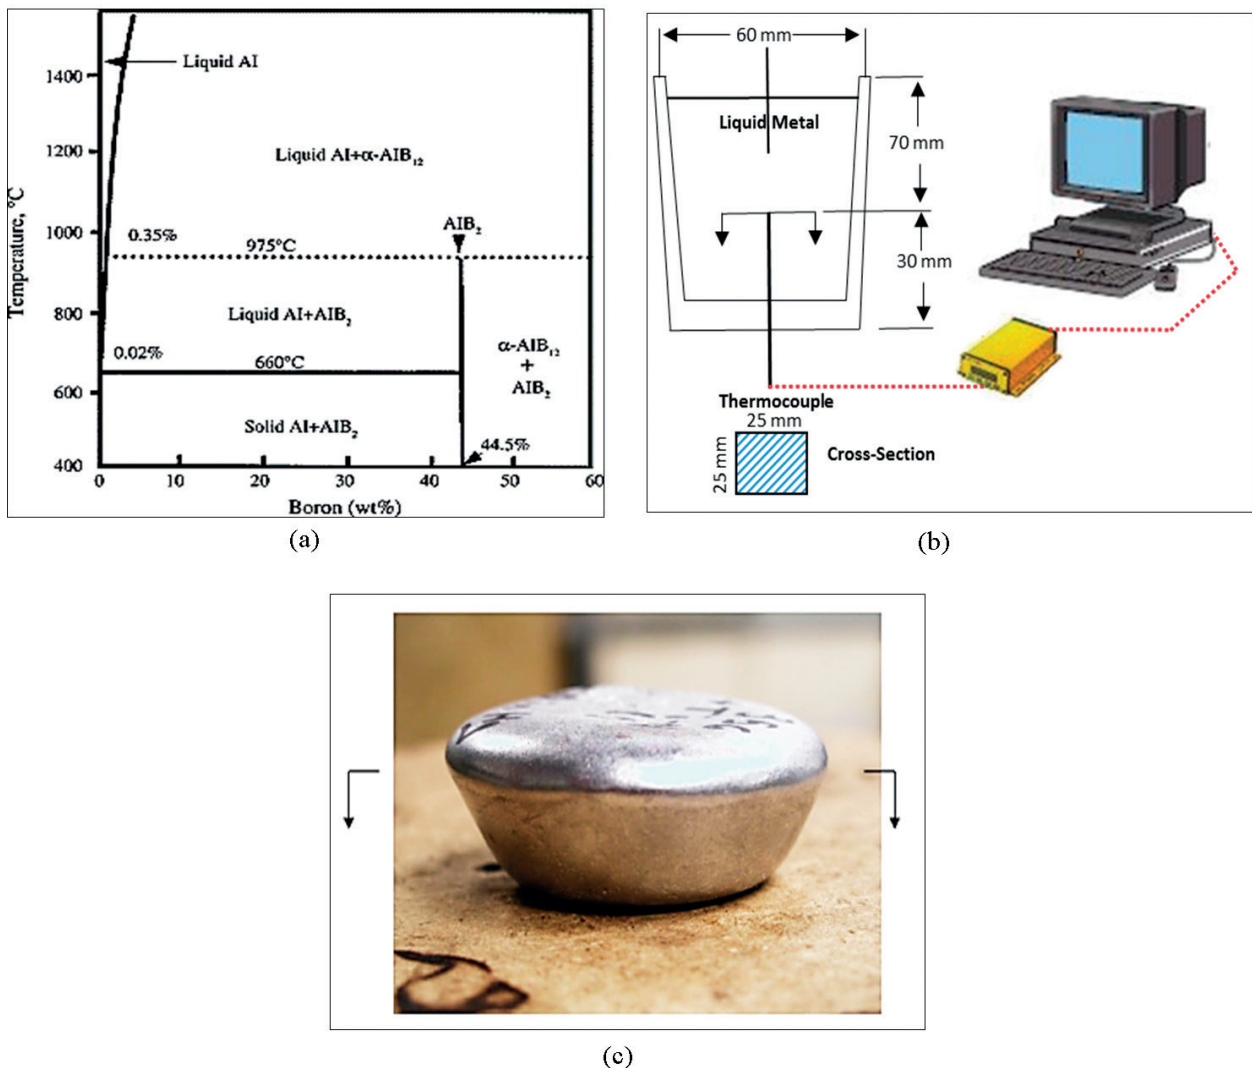 1400
1200
1000
800
600
400
Temperature, °C
Liquid Al
Liquid Al+α-AlB12
AlB2
0.35%
975°C
Liquid Al+AlB2
α-AlB12
+
AlB2
0.02%
660°C
Solid Al+AlB2
44.5%
0 10 20 30 40 50 60
Boron (wt%)
(a)
60 mm
Liquid Metal
70 mm
30 mm
Thermocouple
25 mm
25 mm
Cross-Section
(b)
(c)